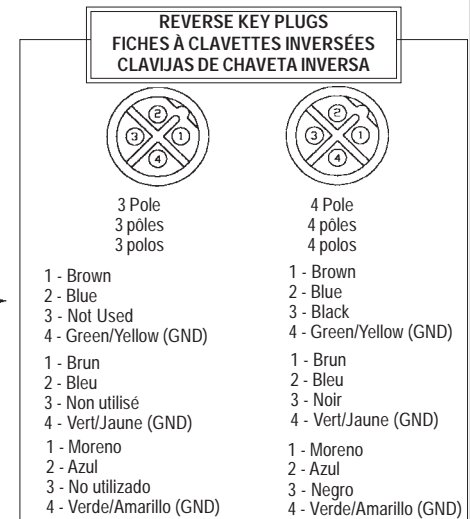 REVERSE KEY PLUGS
FICHES À CLAVETTES INVERSÉES
CLAVIJAS DE CHAVETA INVERSA
2
3
1
4
3 Pole
3 pôles
3 polos
1 - Brown
2 - Blue
3 - Not Used
4 - Green/Yellow (GND)
1 - Brun
2 - Bleu
3 - Non utilisé
4 - Vert/Jaune (GND)
1 - Moreno
2 - Azul
3 - No utilizado
4 - Verde/Amarillo (GND)
2
3
1
4
4 Pole
4 pôles
4 polos
1 - Brown
2 - Blue
3 - Black
4 - Green/Yellow (GND)
1 - Brun
2 - Bleu
3 - Noir
4 - Vert/Jaune (GND)
1 - Moreno
2 - Azul
3 - Negro
4 - Verde/Amarillo (GND)